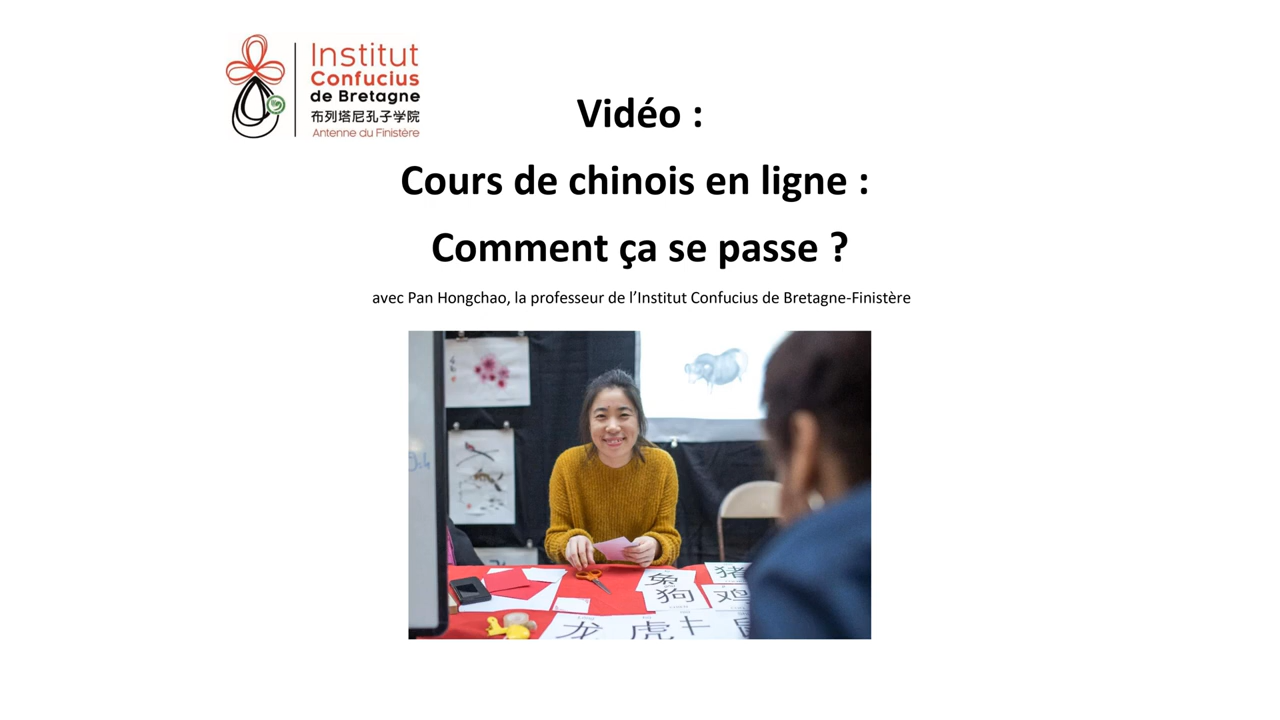 Institut
Confucius
de Bretagne
布列塔尼孔子学院
Antenne du Finistère
Vidéo :
Cours de chinois en ligne :
Comment ça se passe ?
avec Pan Hongchao, la professeur de l’Institut Confucius de Bretagne-Finistère
兔 猪
狗 鸡
龙 虎